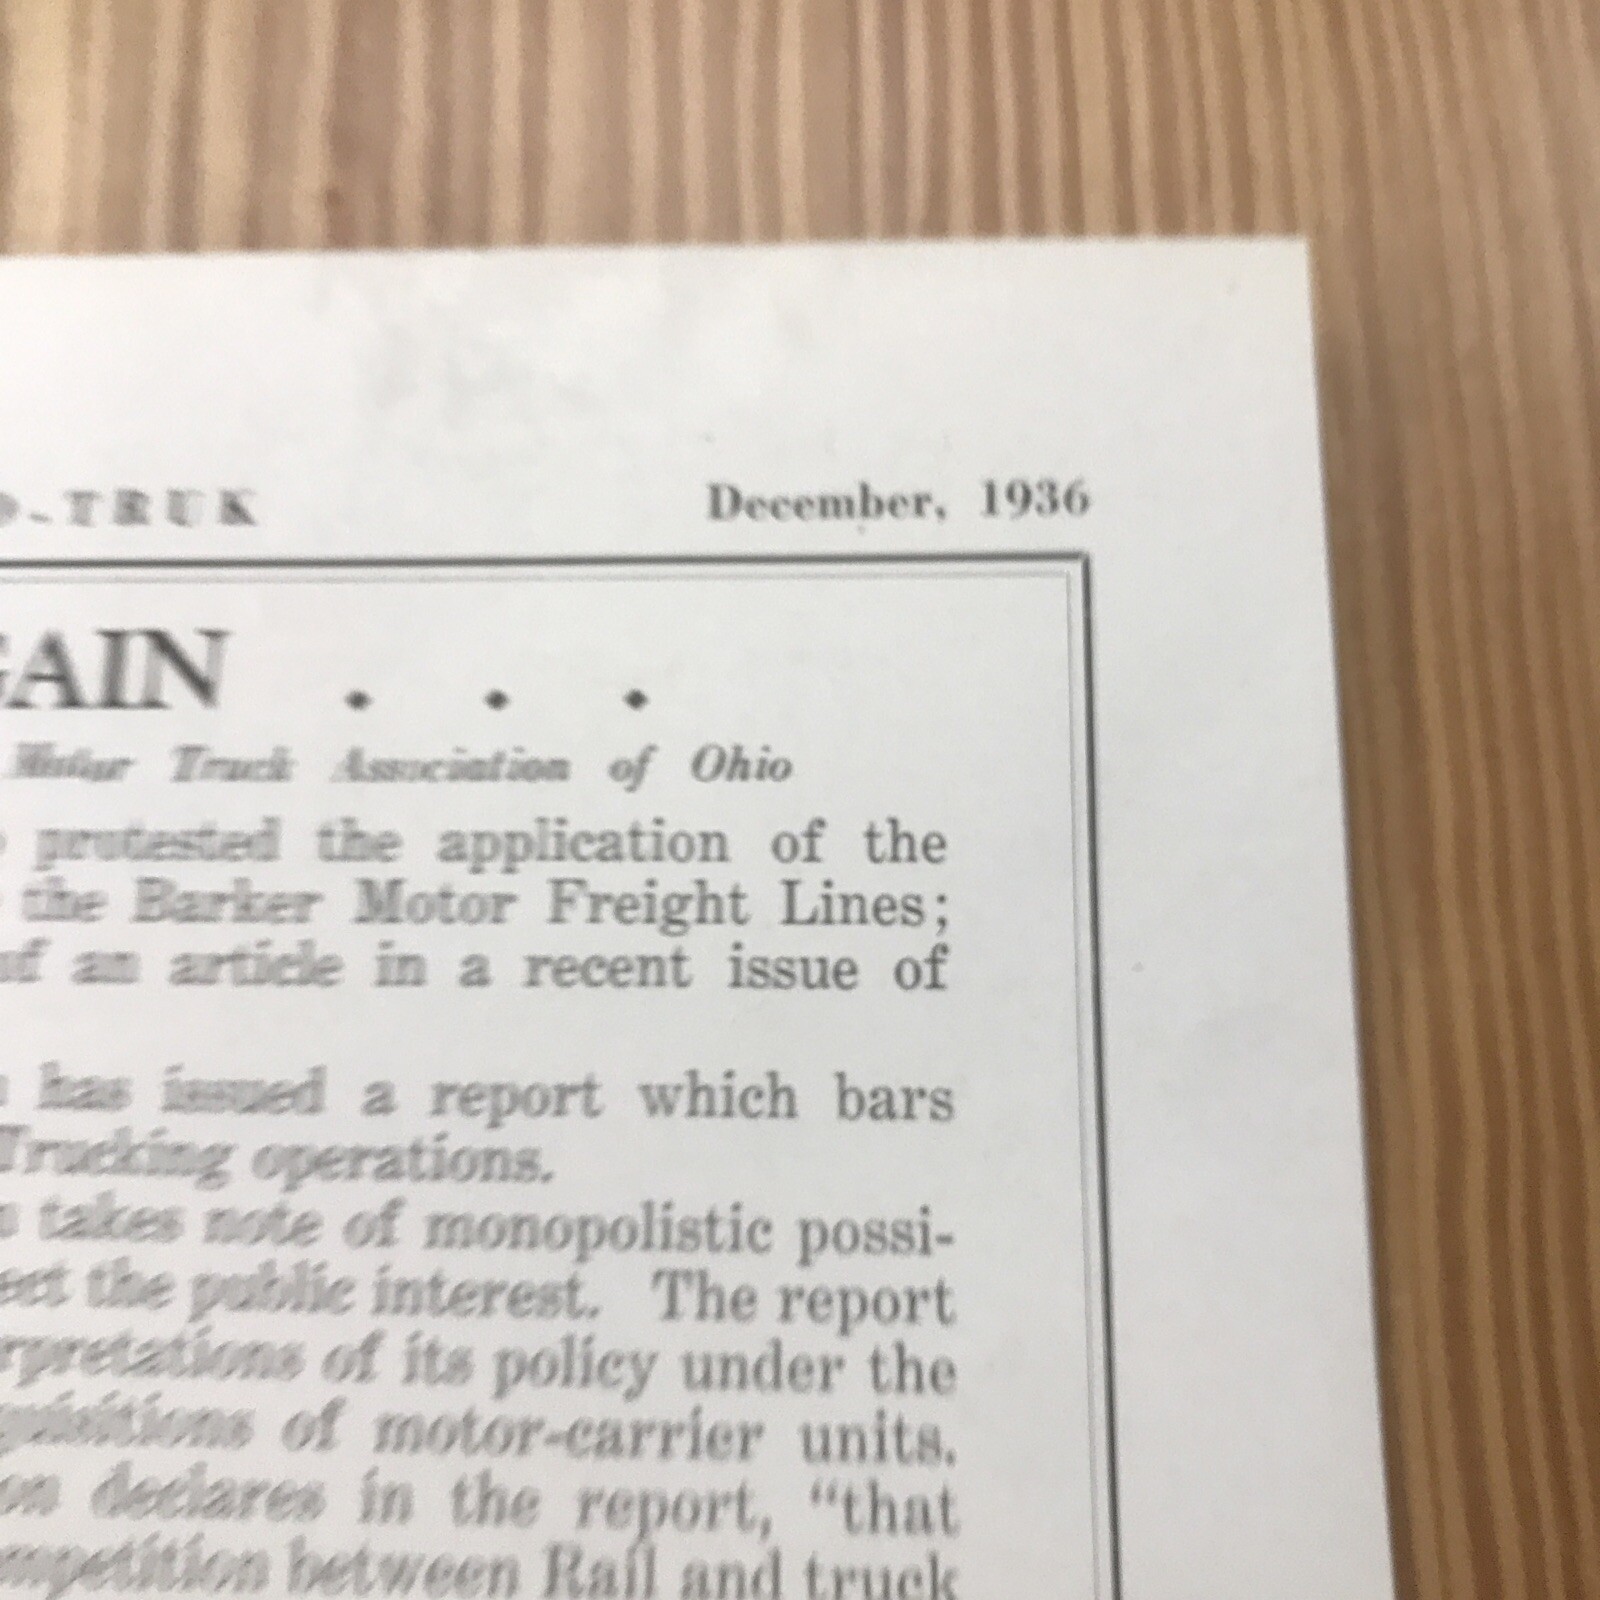 -TRUK December, 1936
GAIN . . .
Motor Truck Association of Ohio
protested the application of the
the Barker Motor Freight Lines;
of an article in a recent issue of
has issued a report which bars
Trucking operations.
takes note of monopolistic possi-
the public interest. The report
rpretations of its policy under the
quisitions of motor-carrier units.
on declares in the report, "that
mpetition between Rail and truck